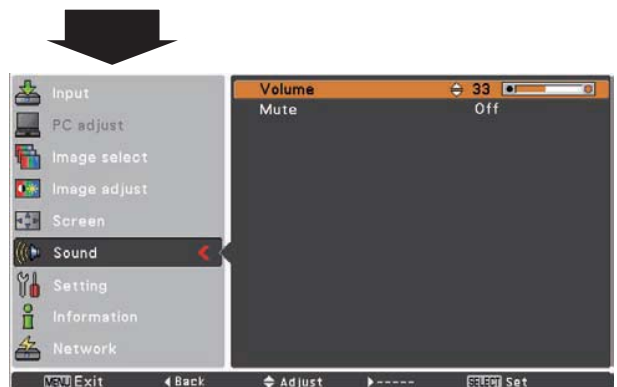 Input
PC adjust
Image select
Image adjust
Screen
Sound
Setting
Information
Network
Volume 33
Mute Off
MENU Exit Back Adjust ----- SELECT Set